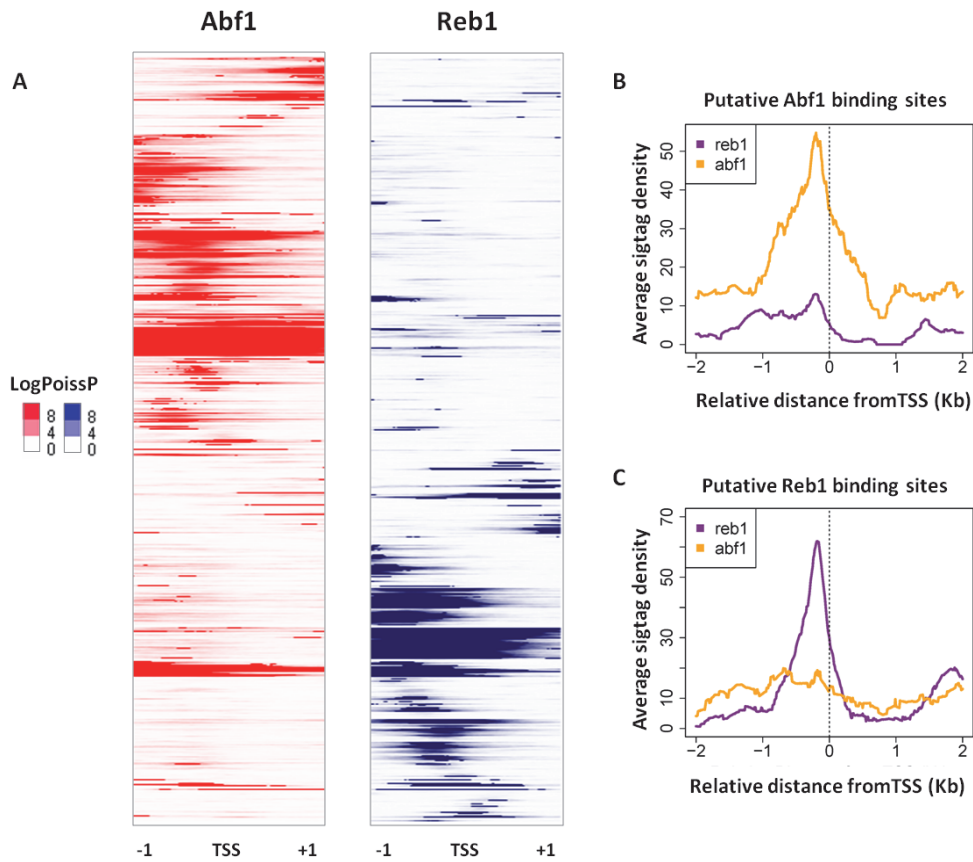 Abf1
Reb1
A
LogPoissP
8
4
0
8
4
0
-1 TSS +1
-1 TSS +1
B
Putative Abf1 binding sites
reb1
abf1
Average sigtag density
50
40
30
20
10
0
−2 −1 0 1 2
Relative distance fromTSS (Kb)
C
Putative Reb1 binding sites
reb1
abf1
Average sigtag density
70
50
30
10
0
−2 −1 0 1 2
Relative distance fromTSS (Kb)